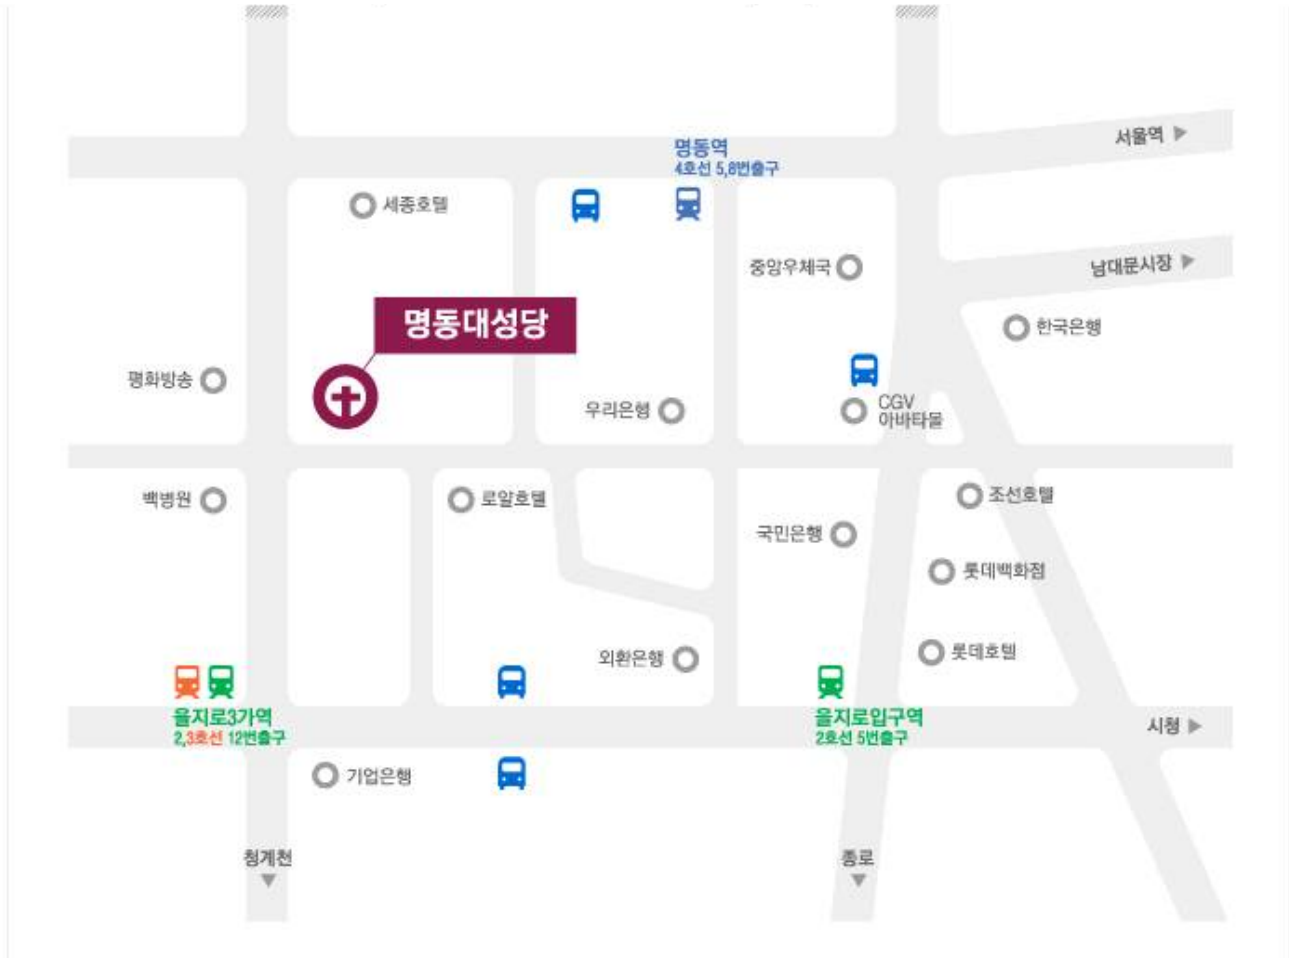 서울역
명동역
4호선 5,8번출구
세종호텔
중앙우체국
남대문시장
명동대성당
한국은행
평화방송
우리은행
CGV
아바타몰
백병원
로얄호텔
조선호텔
국민은행
롯데백화점
외환은행
롯데호텔
을지로3가역
2,3호선 12번출구
을지로입구역
2호선 5번출구
시청
기업은행
청계천
종로